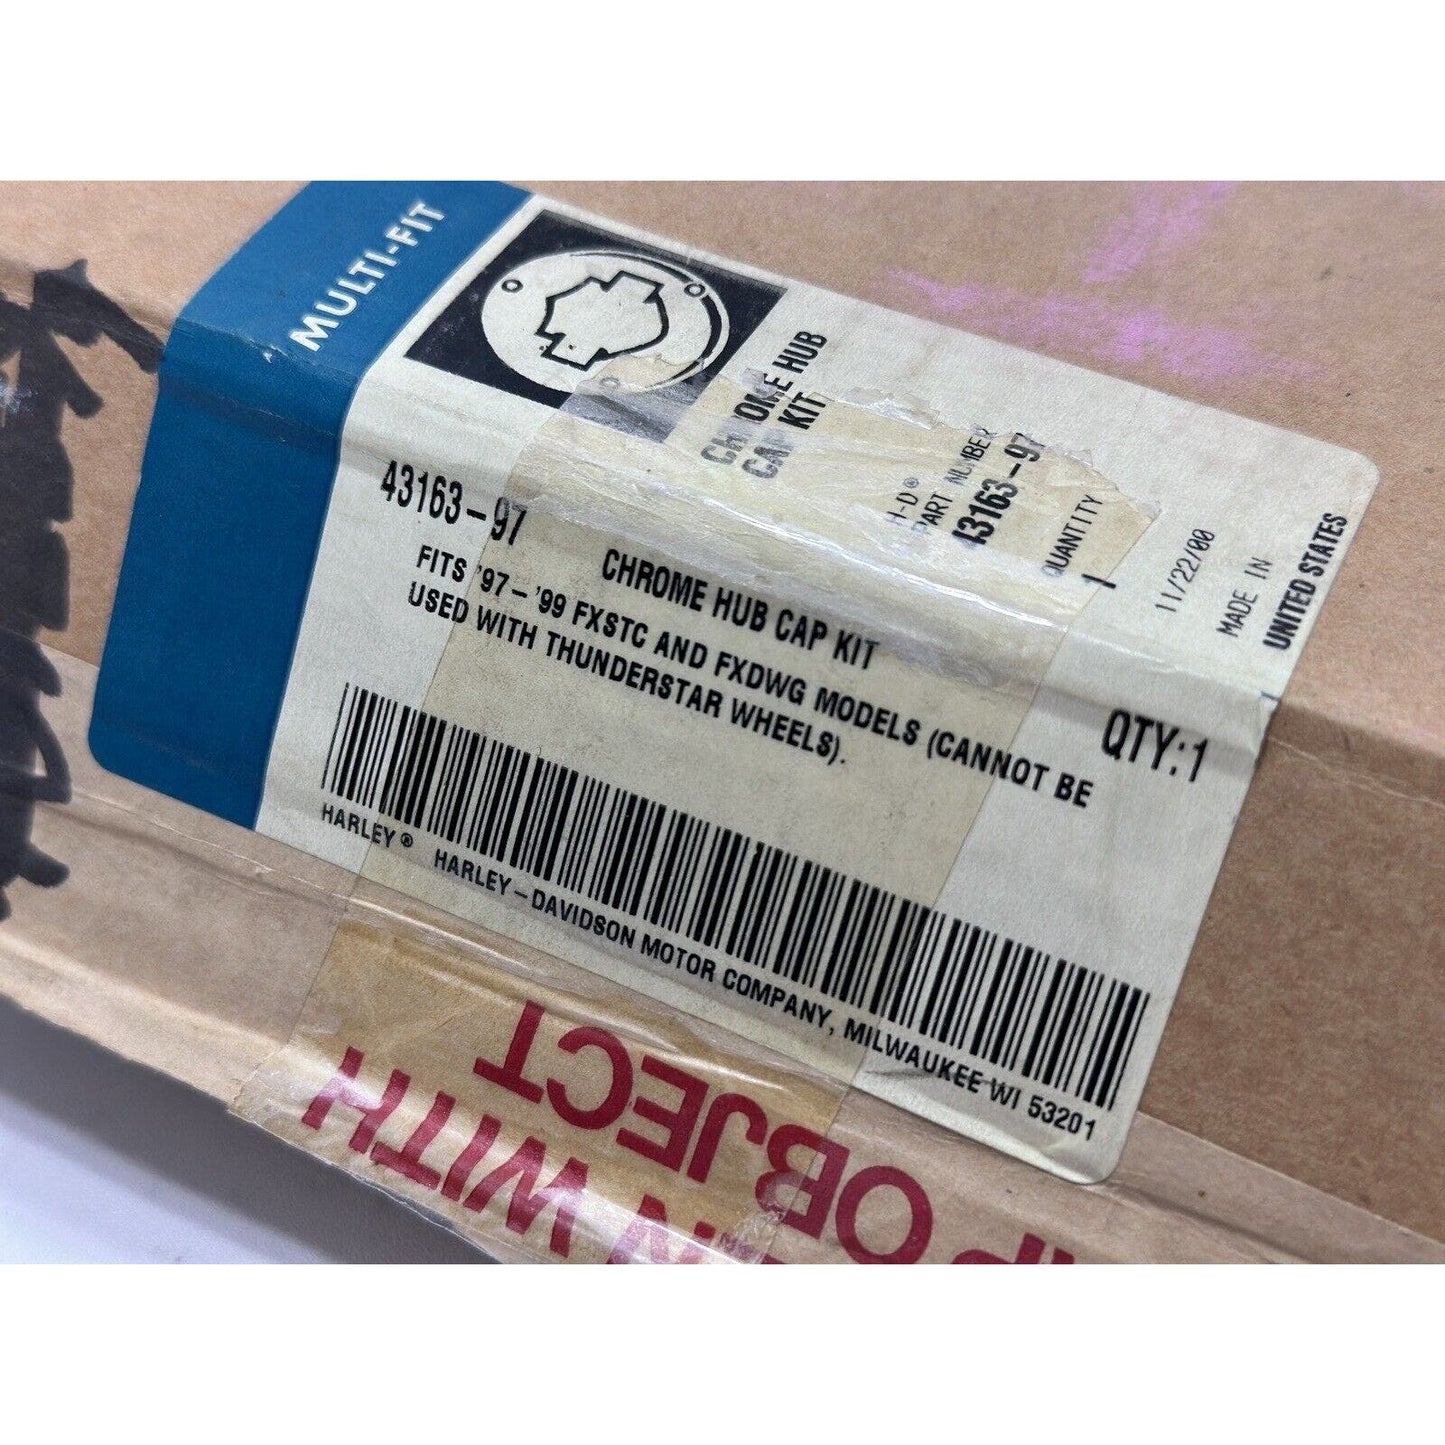 MULTI-FIT
CHROME HUB
CAP KIT
H-D®
PART NUMBER
43163-97
QUANTITY
1
11/22/00
MADE IN
UNITED STATES
43163-97
CHROME HUB CAP KIT
QTY:1
FITS '97-'99 FXSTC AND FXDWG MODELS (CANNOT BE
USED WITH THUNDERSTAR WHEELS).
HARLEY® HARLEY-DAVIDSON MOTOR COMPANY, MILWAUKEE WI 53201
OBJECT
WITH